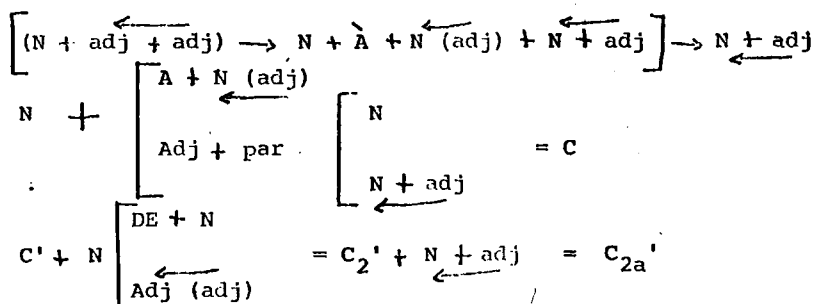 [(N + adj + adj) → N + À + N (adj) + N + adj] → N + adj
A + N (adj)
N +
Adj + par [N = C
N + adj
C' + N [DE + N
= C₂' + N + adj = C₂ₐ'
Adj (adj)